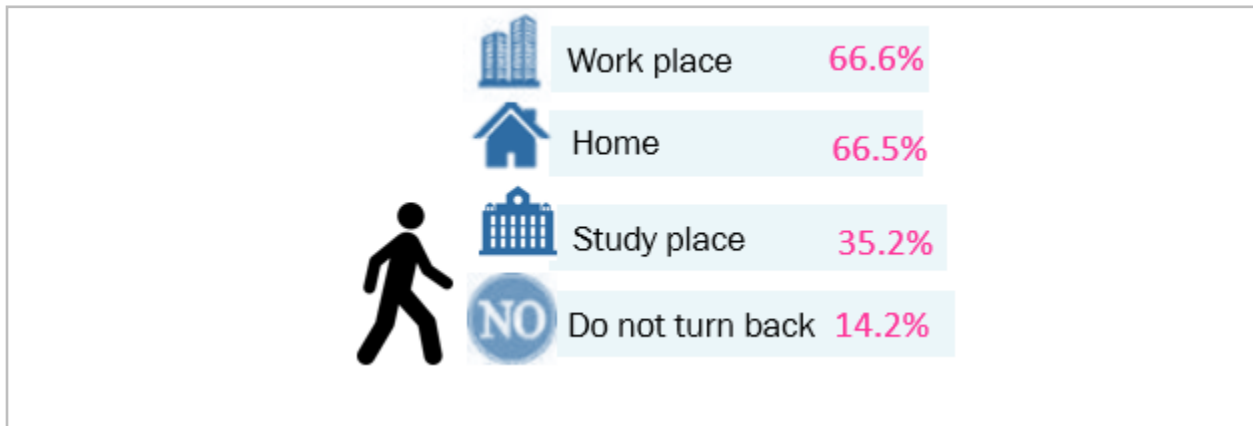 Work place 66.6%
Home 66.5%
Study place 35.2%
NO Do not turn back 14.2%